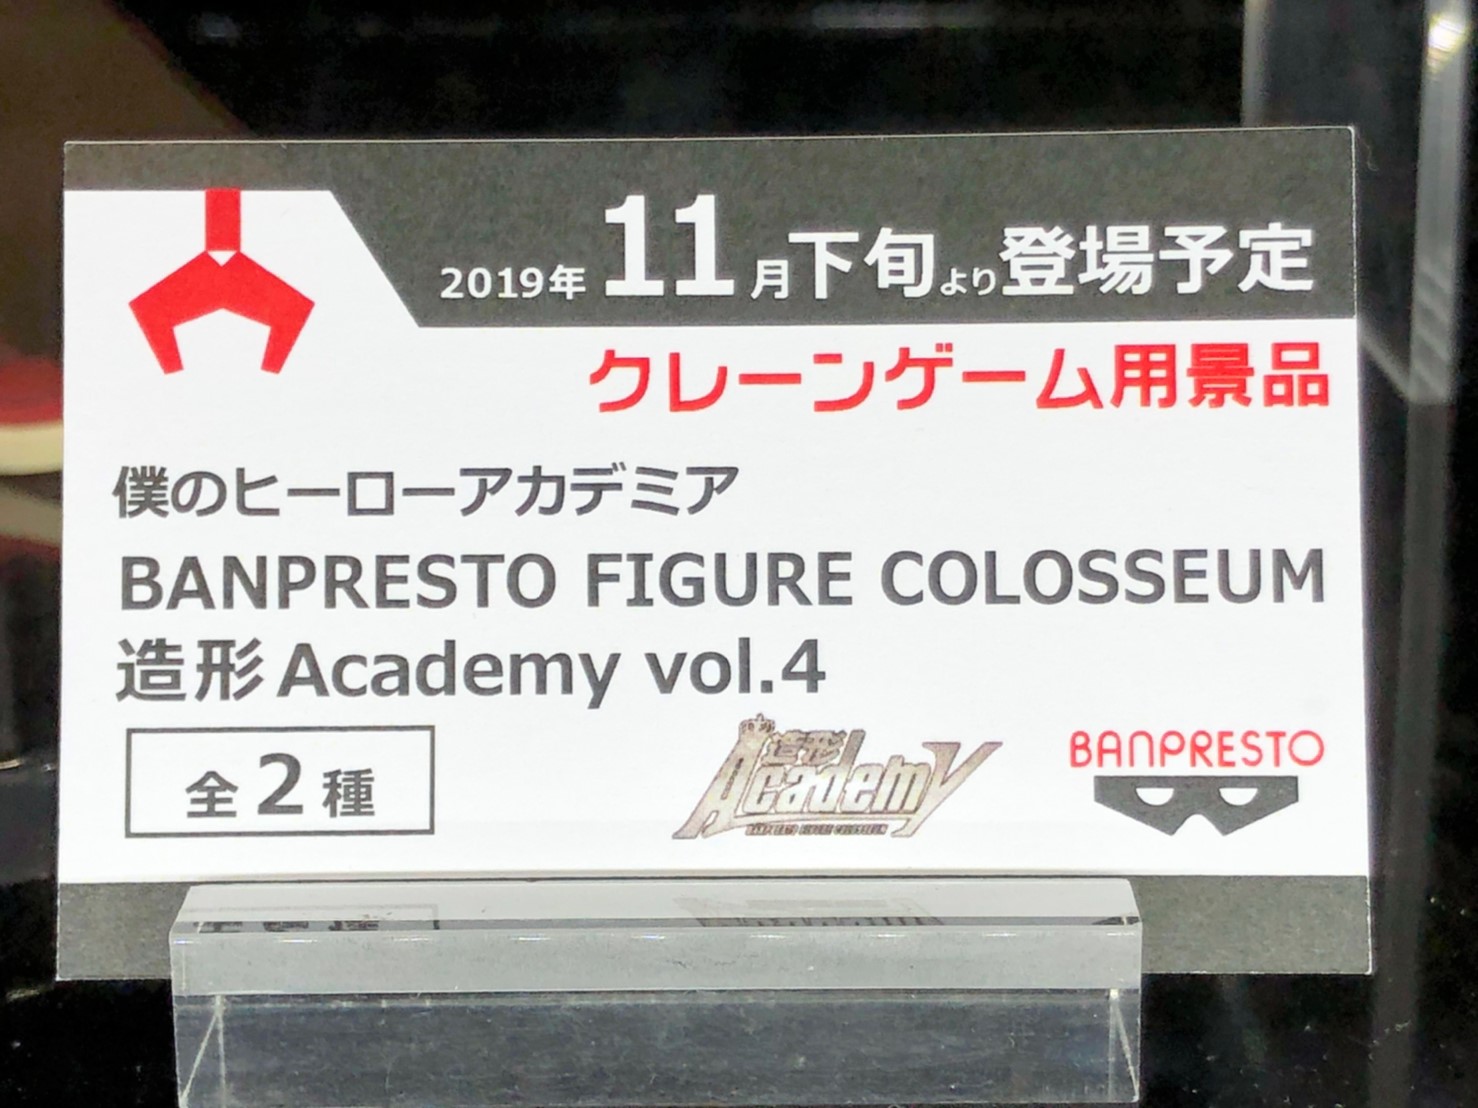 2019年11月下旬より登場予定
クレーンゲーム用景品
僕のヒーローアカデミア
BANPRESTO FIGURE COLOSSEUM
造形Academy vol.4
全2種
造形Academy
BANPRESTO FIGURE COLOSSEUM
BANPRESTO